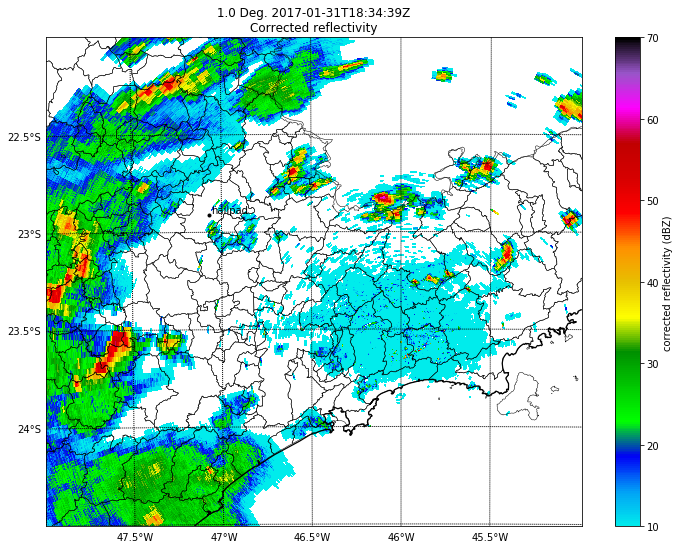 1.0 Deg. 2017-01-31T18:34:39Z
Corrected reflectivity
22.5°S
23°S
23.5°S
24°S
hailpad
47.5°W
47°W
46.5°W
46°W
45.5°W
70
60
50
40
30
20
10
corrected reflectivity (dBZ)